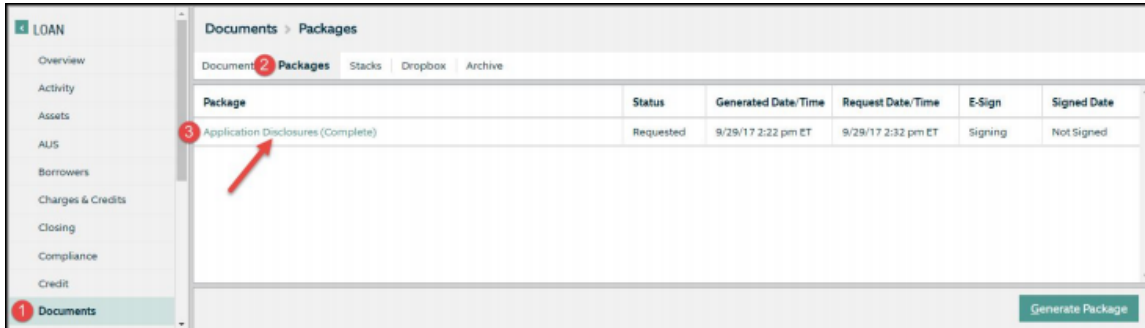 LOAN
Overview
Activity
Assets
AUS
Borrowers
Charges & Credits
Closing
Compliance
Credit
1 Documents
Documents > Packages
Document 2 Packages Stacks Dropbox Archive
Package Status Generated Date/Time Request Date/Time E-Sign Signed Date
3 Application Disclosures (Complete) Requested 9/29/17 2:22 pm ET 9/29/17 2:32 pm ET Signing Not Signed
Generate Package